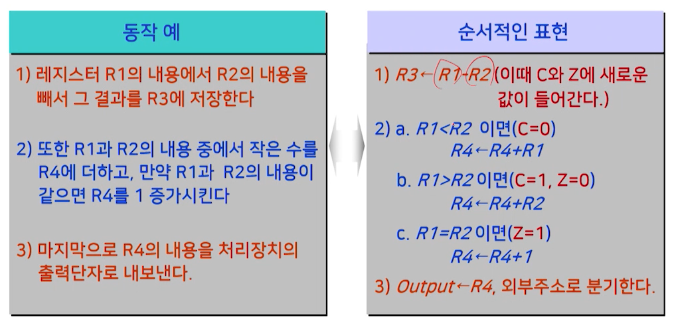 동작 예
1) 레지스터 R1의 내용에서 R2의 내용을
빼서 그 결과를 R3에 저장한다
2) 또한 R1과 R2의 내용 중에서 작은 수를
R4에 더하고, 만약 R1과 R2의 내용이
같으면 R4를 1 증가시킨다
3) 마지막으로 R4의 내용을 처리장치의
출력단자로 내보낸다.
순서적인 표현
1) R3←R1-R2(이때 C와 Z에 새로운
값이 들어간다.)
2) a. R1<R2 이면(C=0)
R4←R4+R1
b. R1>R2 이면(C=1, Z=0)
R4←R4+R2
c. R1=R2 이면(Z=1)
R4←R4+1
3) Output←R4, 외부주소로 분기한다.